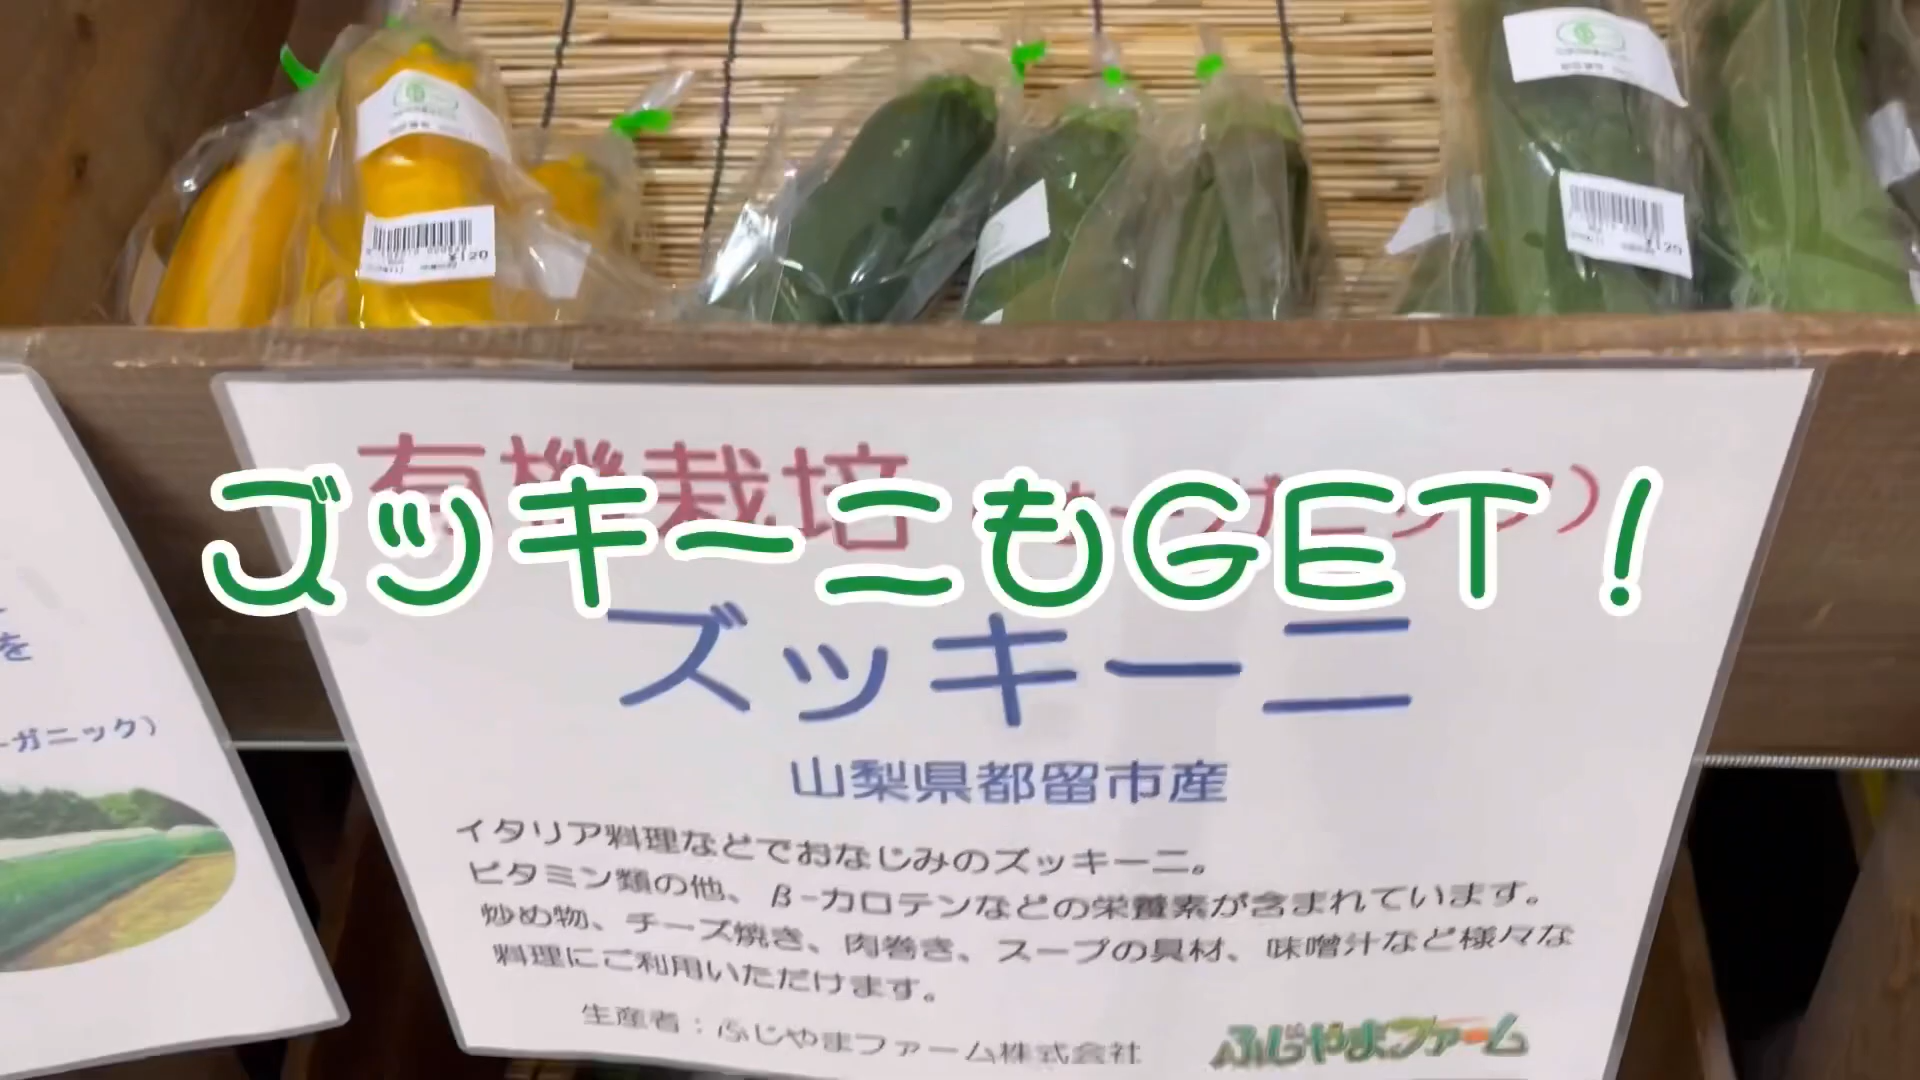 ¥120
¥120
有機栽培
ズッキーニもGET!
ズッキーニ
山梨県都留市産
イタリア料理などでおなじみのズッキーニ。
ビタミン類の他、β-カロテンなどの栄養素が含まれています。
炒め物、チーズ焼き、肉巻き、スープの具材、味噌汁など様々な
料理にご利用いただけます。
生産者:ふじやまファーム株式会社
ふじやまファーム
を
ーガニック)